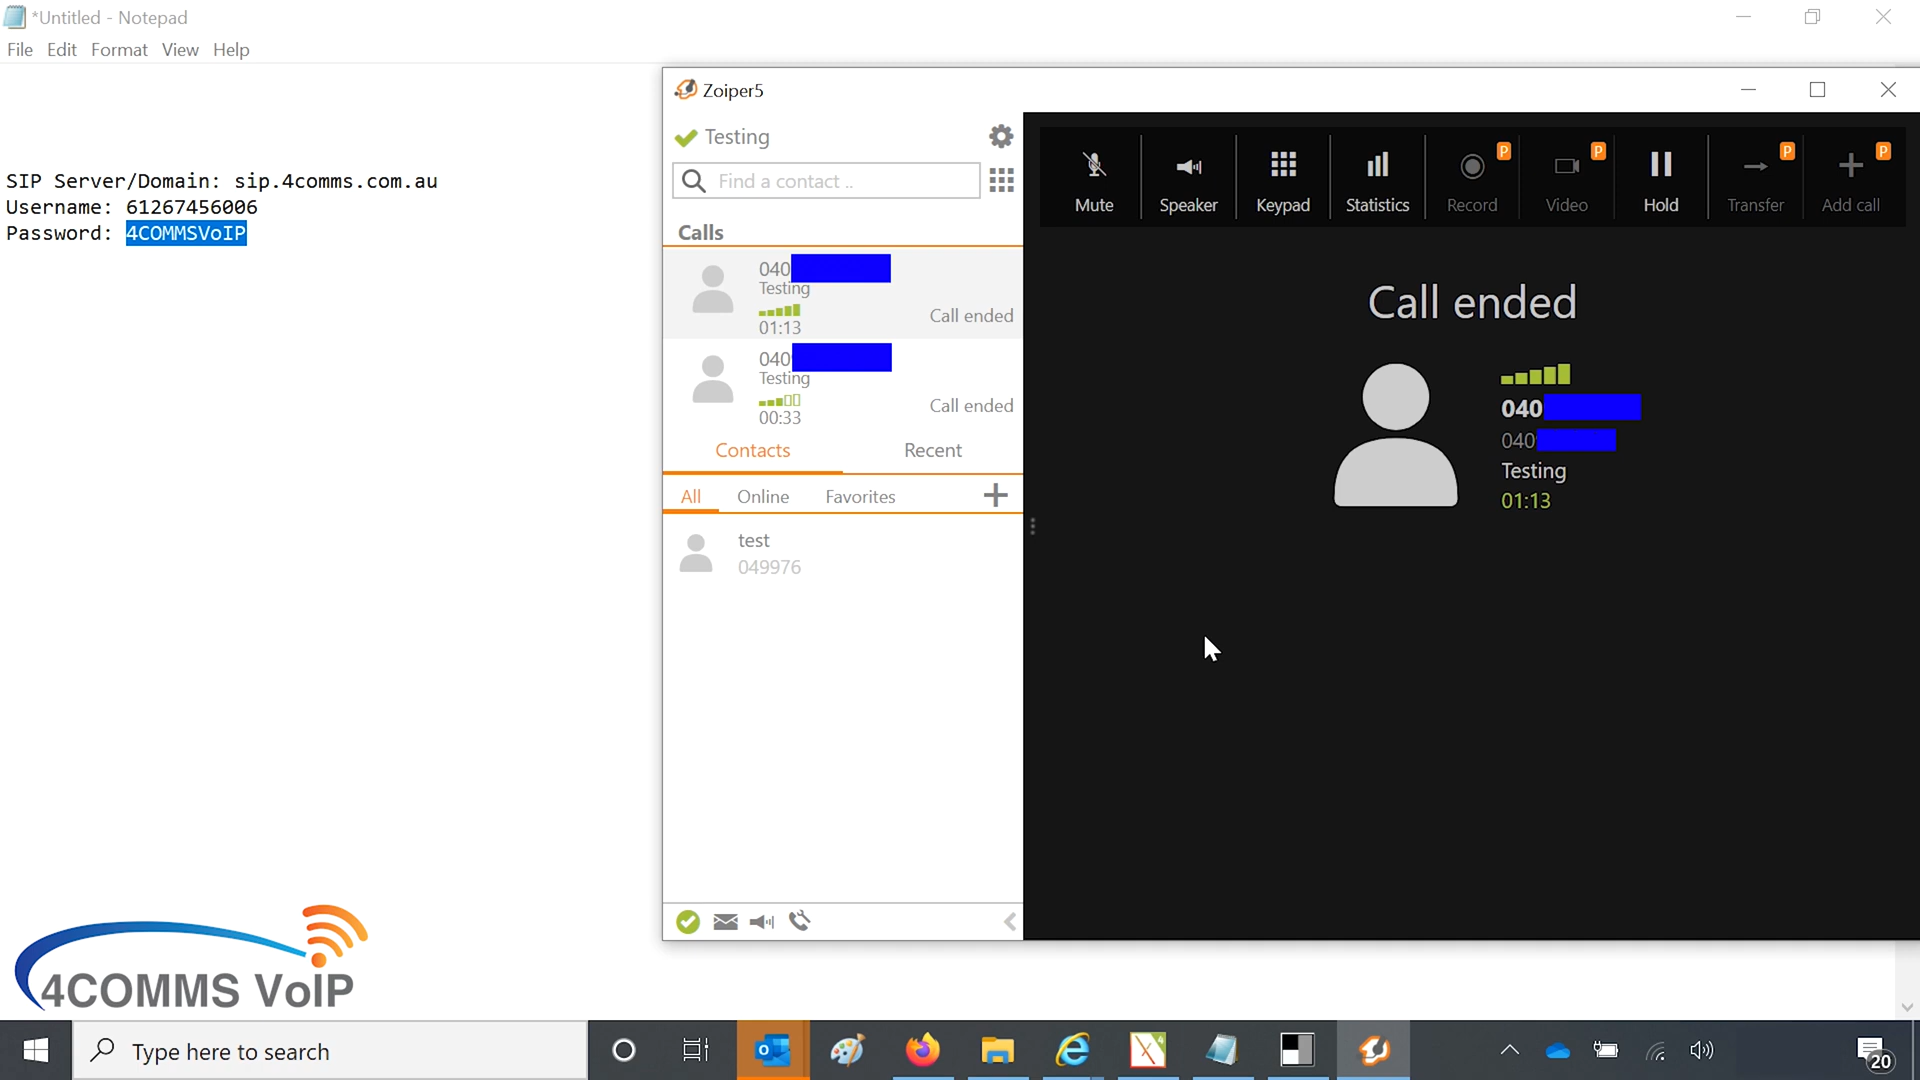 *Untitled - Notepad
File Edit Format View Help
SIP Server/Domain: sip.4comms.com.au
Username: 61267456006
Password: 4COMMSVoIP
Zoiper5
Testing
Find a contact ..
Calls
040
Testing
01:13
Call ended
040
Testing
00:33
Call ended
Contacts Recent
All Online Favorites
test
049976
Mute Speaker Keypad Statistics Record Video Hold Transfer Add call
P P P P
Call ended
040
040
Testing
01:13
4COMMS VoIP
Type here to search
20